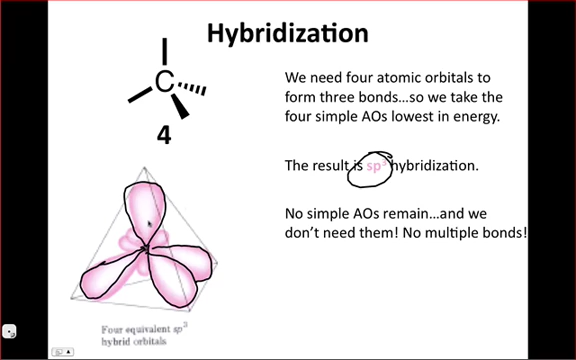 Hybridization
C
4
We need four atomic orbitals to
form three bonds...so we take the
four simple AOs lowest in energy.
The result is sp³ hybridization.
No simple AOs remain...and we
don't need them! No multiple bonds!
Four equivalent sp³
hybrid orbitals